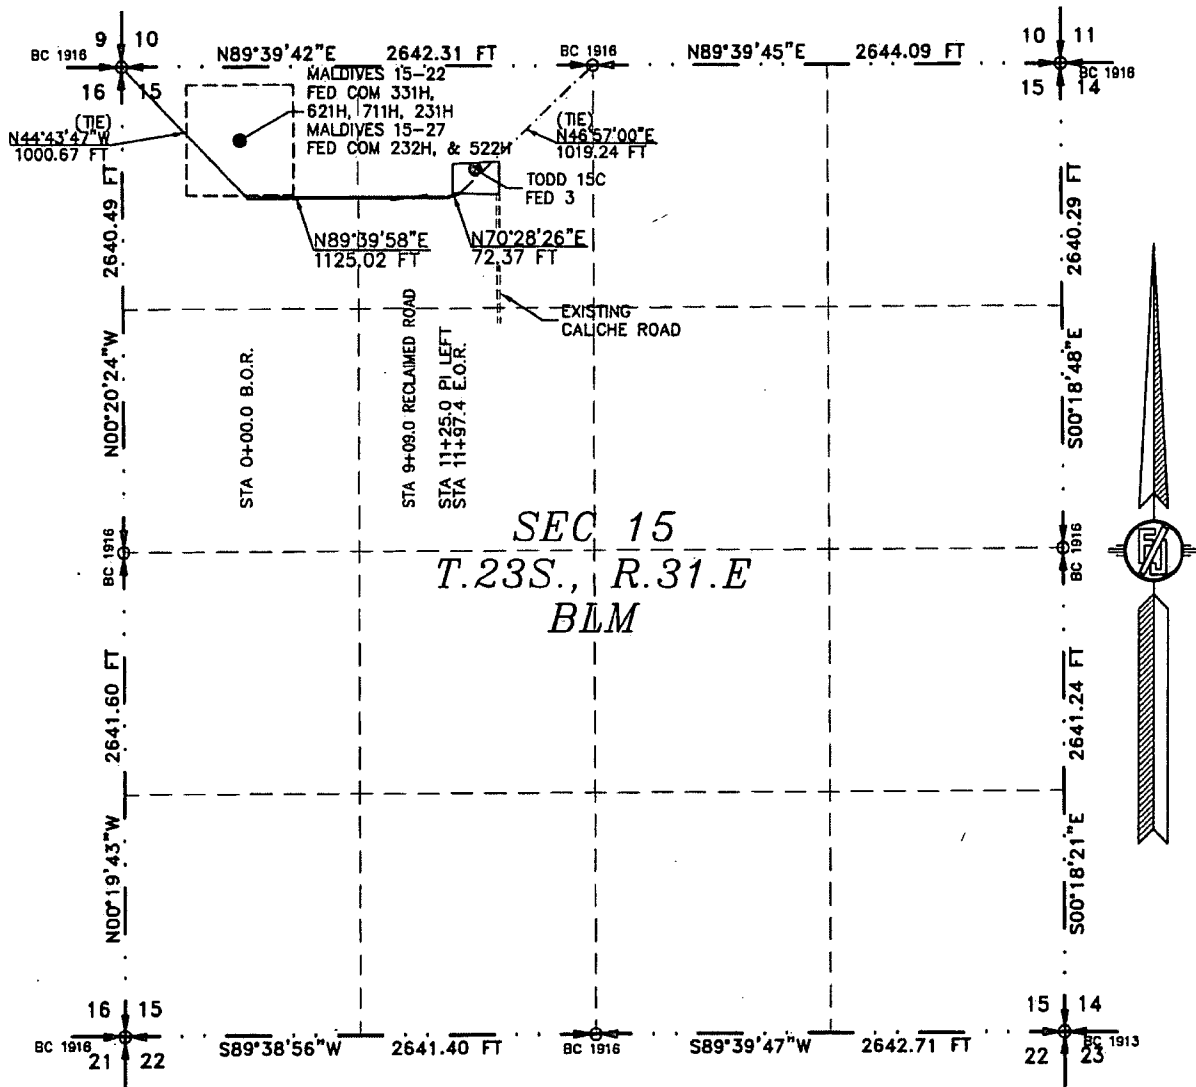 9 10
BC 1916
16 15
N89°39'42"E 2642.31 FT
BC 1916
N89°39'45"E 2644.09 FT
10 11
BC 1916
15 14
MALDIVES 15-22
FED COM 331H,
621H, 711H, 231H
MALDIVES 15-27
FED COM 232H, & 522H
(TIE)
N44°43'47"W
1000.67 FT
(TIE)
N46°57'00"E
1019.24 FT
TODD 15C
FED 3
N89°39'58"E
1125.02 FT
N70°28'26"E
72.37 FT
EXISTING
CALICHE ROAD
N00°20'24"W 2640.49 FT
S00°18'48"E 2640.29 FT
STA 0+00.0 B.O.R.
STA 9+09.0 RECLAIMED ROAD
STA 11+25.0 PI LEFT
STA 11+97.4 E.O.R.
SEC 15
T.23S., R.31.E
BLM
BC 1916
BC 1916
N00°19'43"W 2641.60 FT
S00°18'21"E 2641.24 FT
16 15
BC 1916
21 22
S89°38'56"W 2641.40 FT
BC 1916
S89°39'47"W 2642.71 FT
15 14
BC 1913
22 23